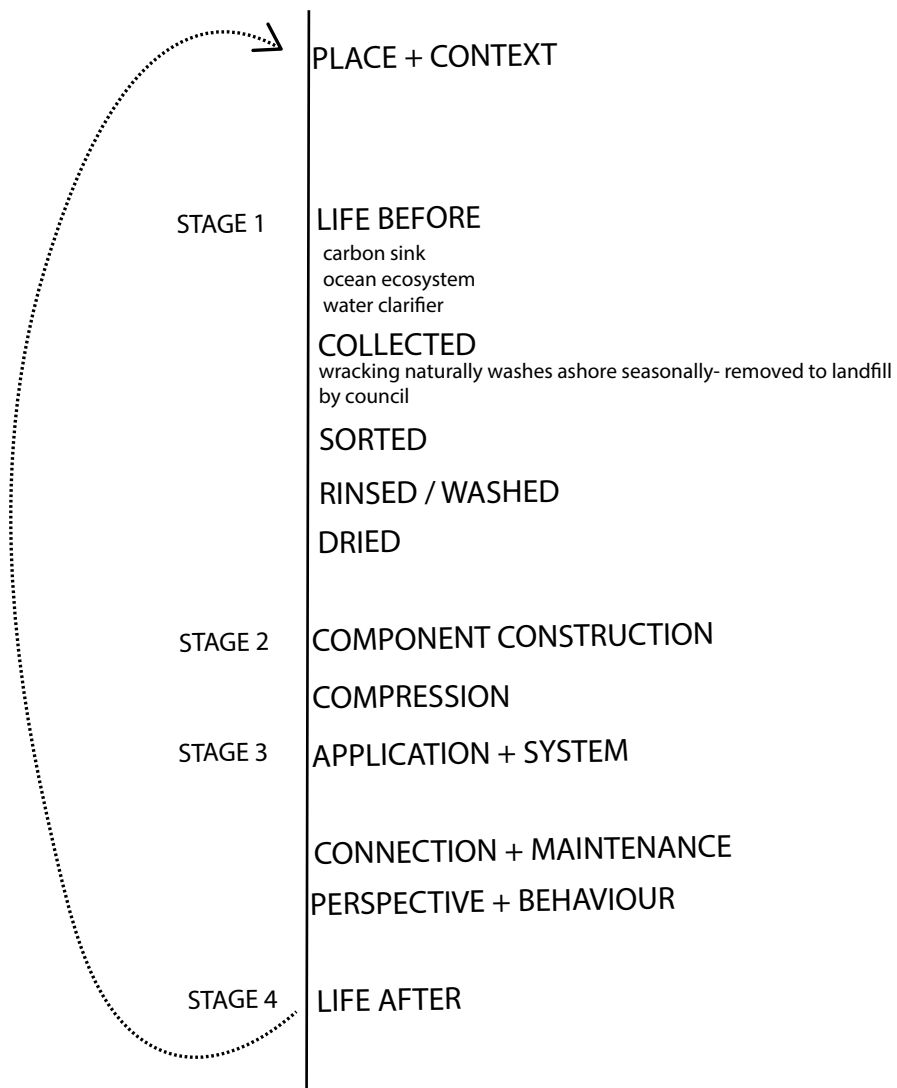 PLACE + CONTEXT
STAGE 1
LIFE BEFORE
carbon sink
ocean ecosystem
water clarifier
COLLECTED
wracking naturally washes ashore seasonally- removed to landfill
by council
SORTED
RINSED / WASHED
DRIED
STAGE 2
COMPONENT CONSTRUCTION
COMPRESSION
STAGE 3
APPLICATION + SYSTEM
CONNECTION + MAINTENANCE
PERSPECTIVE + BEHAVIOUR
STAGE 4
LIFE AFTER